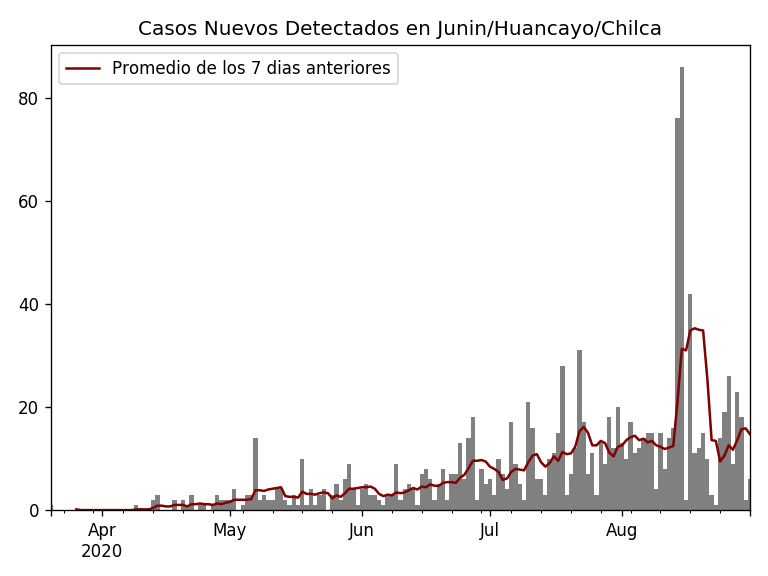 Casos Nuevos Detectados en Junin/Huancayo/Chilca
Promedio de los 7 dias anteriores
80
60
40
20
0
Apr May Jun Jul Aug
2020